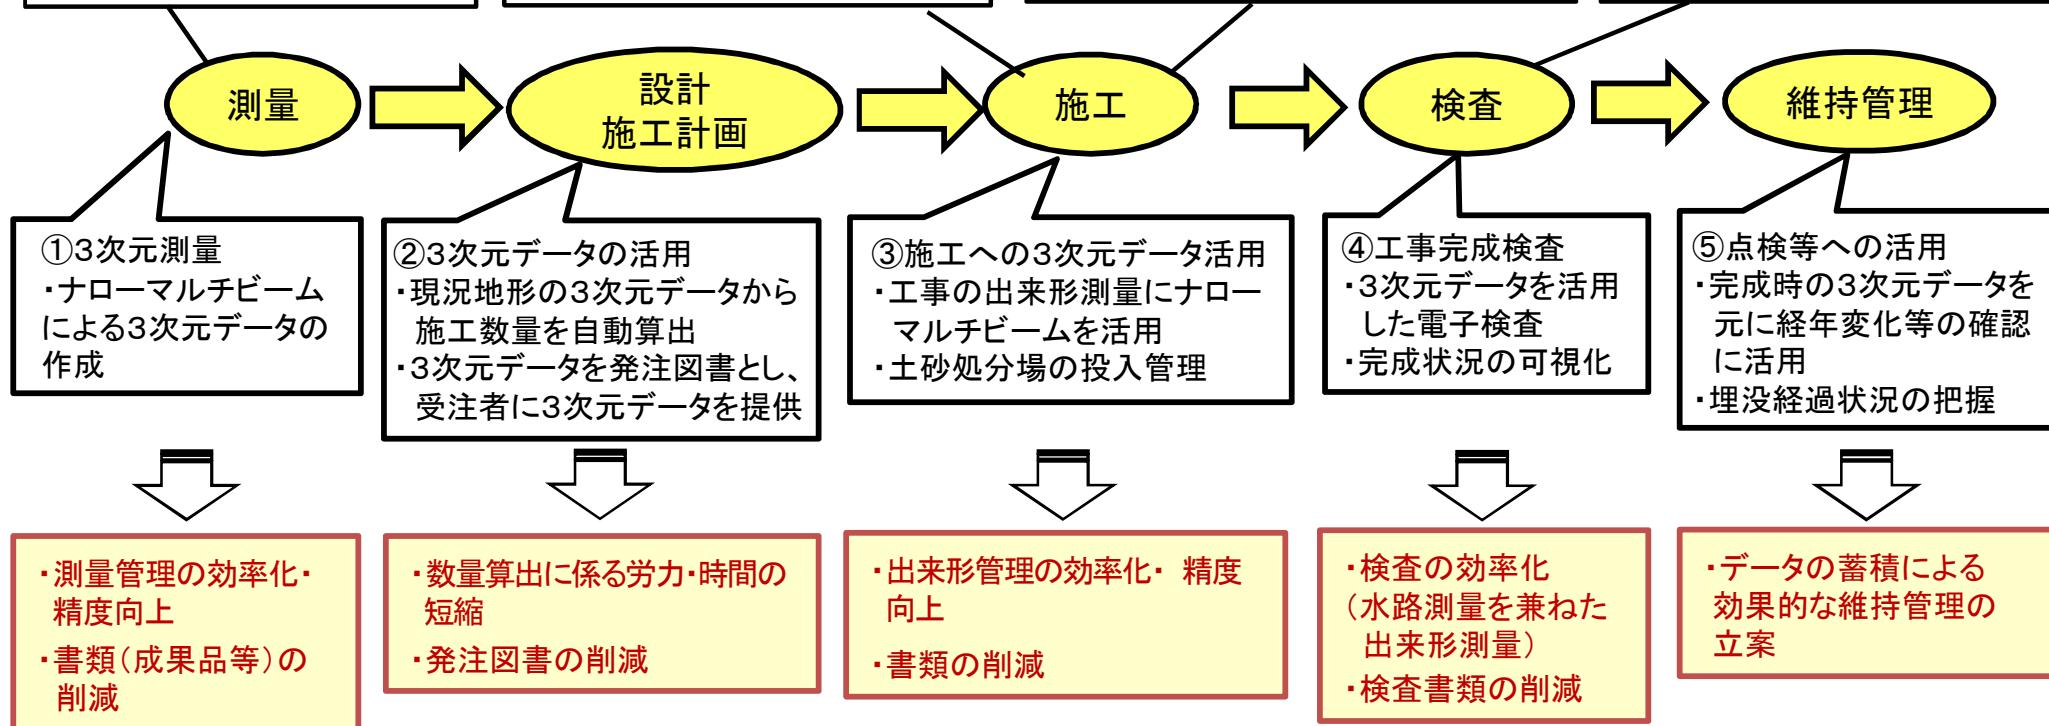 測量
設計
施工計画
施工
検査
維持管理
①3次元測量
・ナローマルチビーム
による3次元データの
作成
②3次元データの活用
・現況地形の3次元データから
施工数量を自動算出
・3次元データを発注図書とし、
受注者に3次元データを提供
③施工への3次元データ活用
・工事の出来形測量にナロー
マルチビームを活用
・土砂処分場の投入管理
④工事完成検査
・3次元データを活用
した電子検査
・完成状況の可視化
⑤点検等への活用
・完成時の3次元データを
元に経年変化等の確認
に活用
・埋没経過状況の把握
・測量管理の効率化・
精度向上
・書類(成果品等)の
削減
・数量算出に係る労力・時間の
短縮
・発注図書の削減
・出来形管理の効率化・ 精度
向上
・書類の削減
・検査の効率化
(水路測量を兼ねた
出来形測量)
・検査書類の削減
・データの蓄積による
効果的な維持管理の
立案